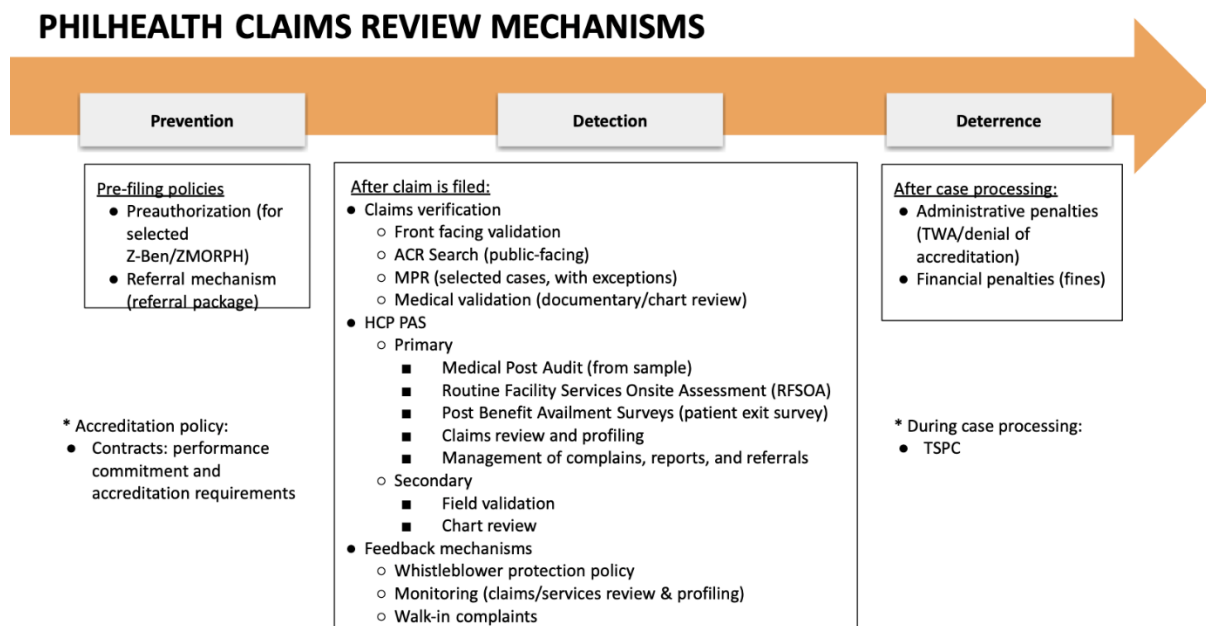 PHILHEALTH CLAIMS REVIEW MECHANISMS
Prevention
Pre-filing policies
● Preauthorization (for
selected
Z-Ben/ZMORPH)
● Referral mechanism
(referral package)
* Accreditation policy:
● Contracts: performance
commitment and
accreditation requirements
Detection
After claim is filed:
● Claims verification
○ Front facing validation
○ ACR Search (public-facing)
○ MPR (selected cases, with exceptions)
○ Medical validation (documentary/chart review)
● HCP PAS
○ Primary
■ Medical Post Audit (from sample)
■ Routine Facility Services Onsite Assessment (RFSOA)
■ Post Benefit Availment Surveys (patient exit survey)
■ Claims review and profiling
■ Management of complains, reports, and referrals
○ Secondary
■ Field validation
■ Chart review
● Feedback mechanisms
○ Whistleblower protection policy
○ Monitoring (claims/services review & profiling)
○ Walk-in complaints
Deterrence
After case processing:
● Administrative penalties
(TWA/denial of
accreditation)
● Financial penalties (fines)
* During case processing:
● TSPC